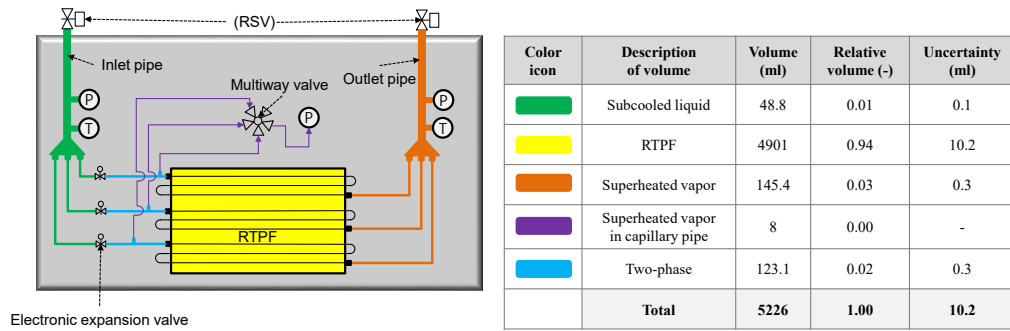 (RSV)
Inlet pipe
Outlet pipe
Multiway valve
P
P
P
T
T
RTPF
Electronic expansion valve
Color icon Description of volume Volume (ml) Relative volume (-) Uncertainty (ml)
Subcooled liquid 48.8 0.01 0.1
RTPF 4901 0.94 10.2
Superheated vapor 145.4 0.03 0.3
Superheated vapor in capillary pipe 8 0.00 -
Two-phase 123.1 0.02 0.3
Total 5226 1.00 10.2